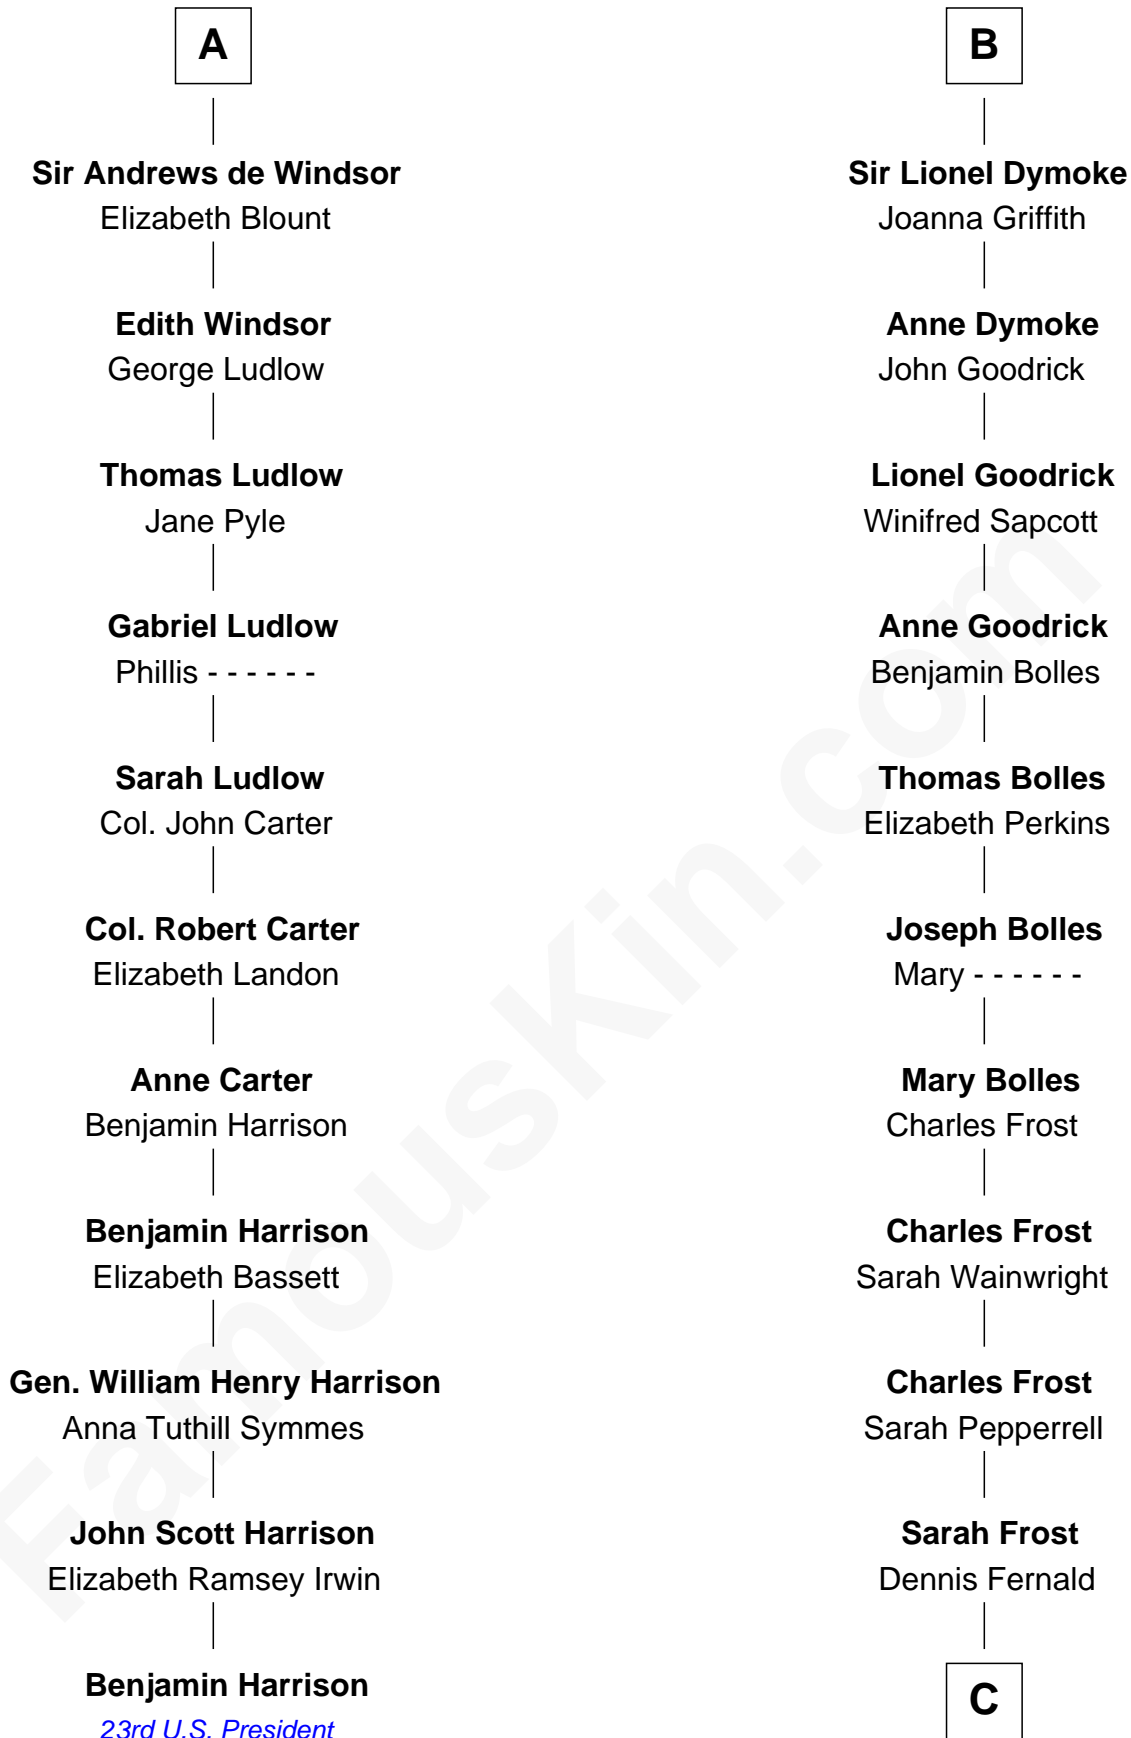 A
Sir Andrews de Windsor
Elizabeth Blount
Edith Windsor
George Ludlow
Thomas Ludlow
Jane Pyle
Gabriel Ludlow
Phillis - - - - - -
Sarah Ludlow
Col. John Carter
Col. Robert Carter
Elizabeth Landon
Anne Carter
Benjamin Harrison
Benjamin Harrison
Elizabeth Bassett
Gen. William Henry Harrison
Anna Tuthill Symmes
John Scott Harrison
Elizabeth Ramsey Irwin
Benjamin Harrison
23rd U.S. President
B
Sir Lionel Dymoke
Joanna Griffith
Anne Dymoke
John Goodrick
Lionel Goodrick
Winifred Sapcott
Anne Goodrick
Benjamin Bolles
Thomas Bolles
Elizabeth Perkins
Joseph Bolles
Mary - - - - - -
Mary Bolles
Charles Frost
Charles Frost
Sarah Wainwright
Charles Frost
Sarah Pepperrell
Sarah Frost
Dennis Fernald
C
FamousKin.com